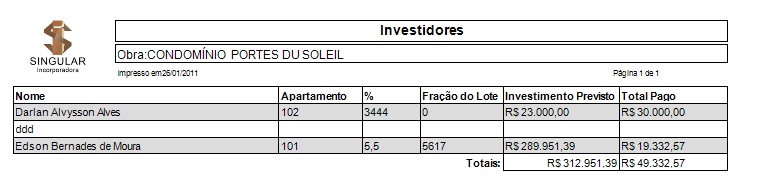 Investidores
SINGULAR
Incorporadora
Obra:CONDOMÍNIO PORTES DU SOLEIL
Impresso em26/01/2011 Página 1 de 1
Nome Apartamento % Fração do Lote Investimento Previsto Total Pago
Darlan Alvysson Alves 102 3444 0 R$ 23.000,00 R$ 30.000,00
ddd
Edson Bernades de Moura 101 5,5 5617 R$ 289.951,39 R$ 19.332,57
Totais: R$ 312.951,39 R$ 49.332,57